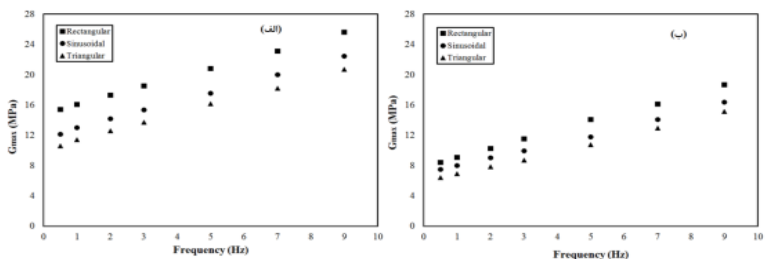 28
24
20
16
12
8
4
0
Gmax (MPa)
Rectangular
Sinusoidal
Triangular
(الف)
0 1 2 3 4 5 6 7 8 9 10
Frequency (Hz)
28
24
20
16
12
8
4
0
Gmax (MPa)
Rectangular
Sinusoidal
Triangular
(ب)
0 1 2 3 4 5 6 7 8 9 10
Frequency (Hz)